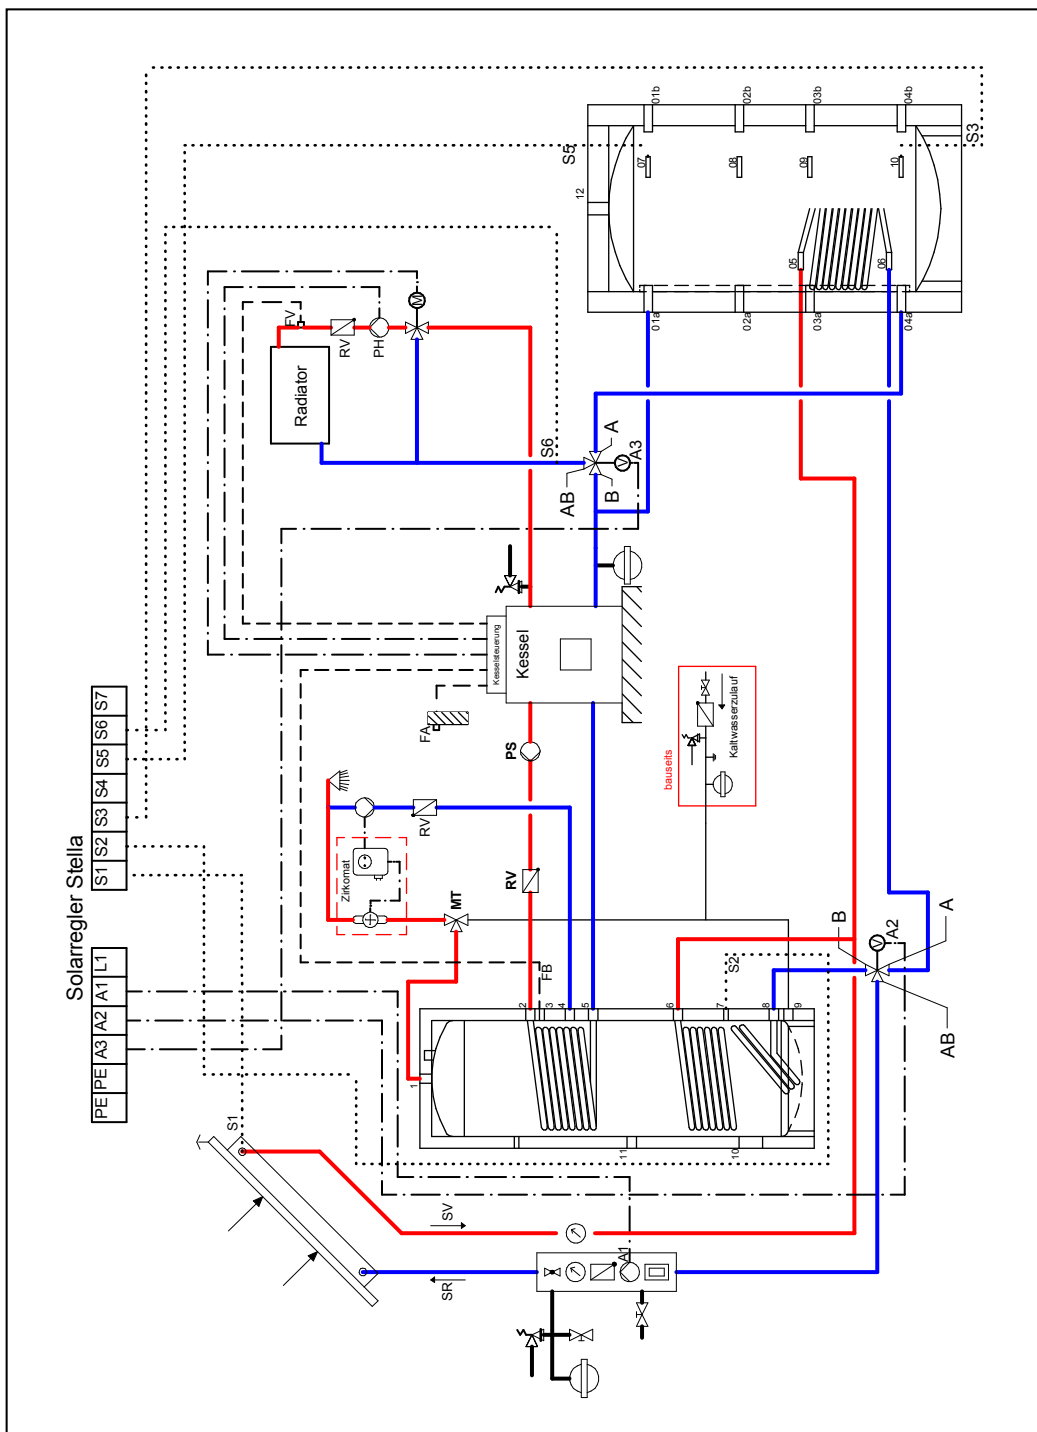 Solarregler Stella
PE PE A3 A2 A1 L1
S1 S2 S3 S4 S5 S6 S7
S1
SV
SR
A1
1
2
3
4
5
6
7
8
9
10
11
FB
S2
B
A2
A
AB
MT
Zirkomat
RV
RV
PS
FA
Kesselsteuerung
Kessel
bauseits
Kaltwasserzulauf
Radiator
FV
RV
PH
M
S6
AB
B
A
V
A3
V
S5
S3
12
01b
02b
03b
04b
07
08
09
10
05
06
01a
02a
03a
04a